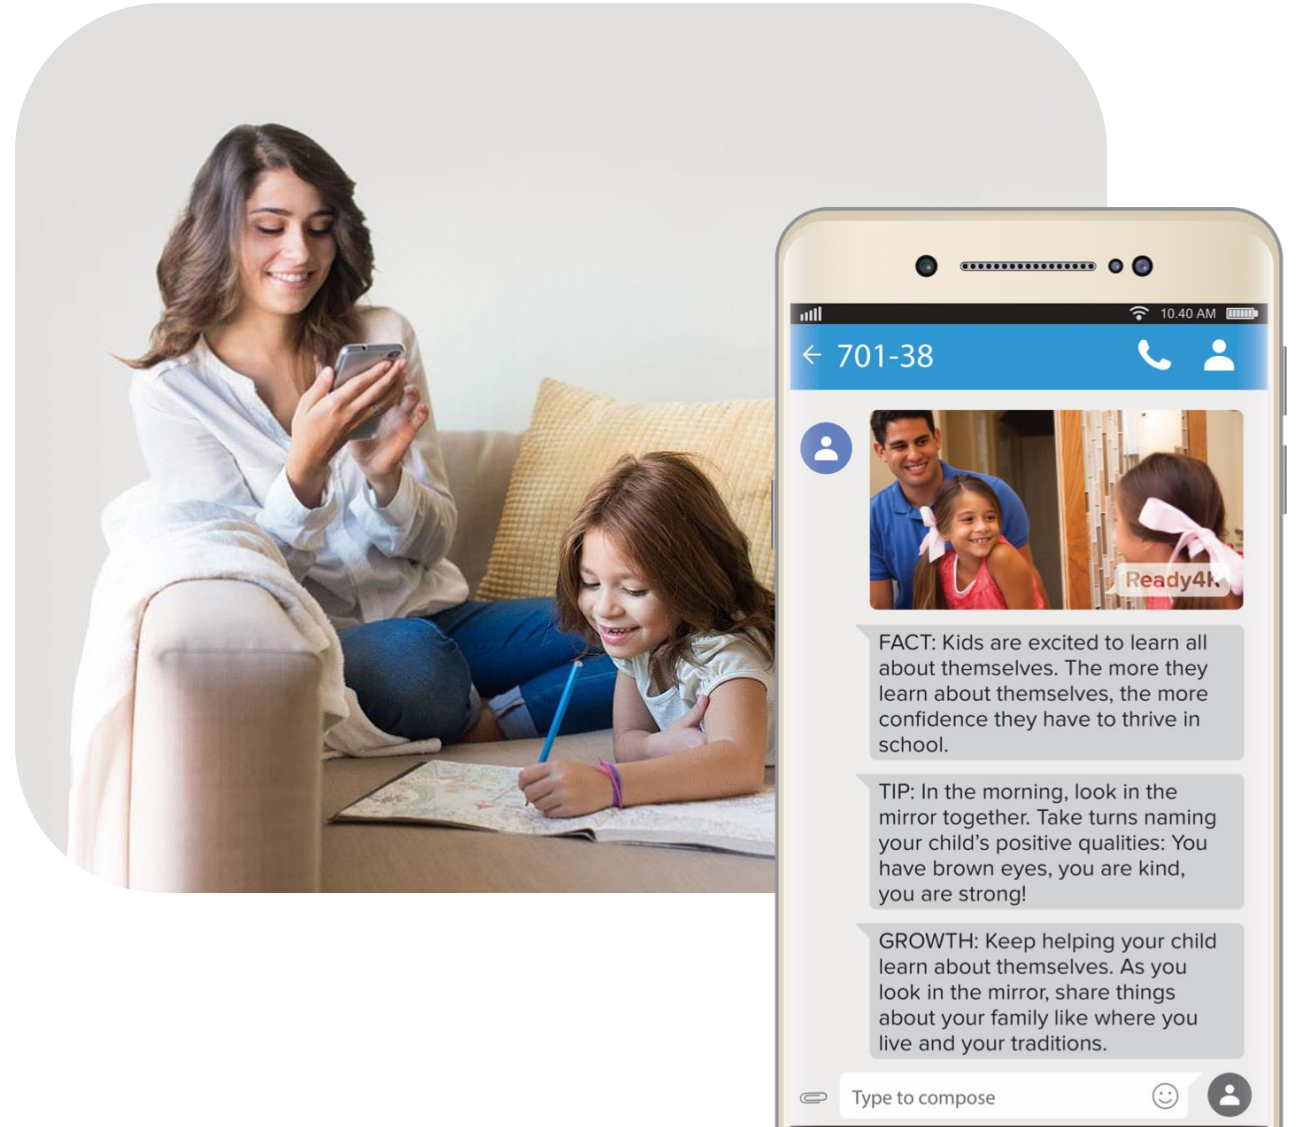 10.40 AM
701-38
Ready4K
FACT: Kids are excited to learn all
about themselves. The more they
learn about themselves, the more
confidence they have to thrive in
school.
TIP: In the morning, look in the
mirror together. Take turns naming
your child's positive qualities: You
have brown eyes, you are kind,
you are strong!
GROWTH: Keep helping your child
learn about themselves. As you
look in the mirror, share things
about your family like where you
live and your traditions.
Type to compose